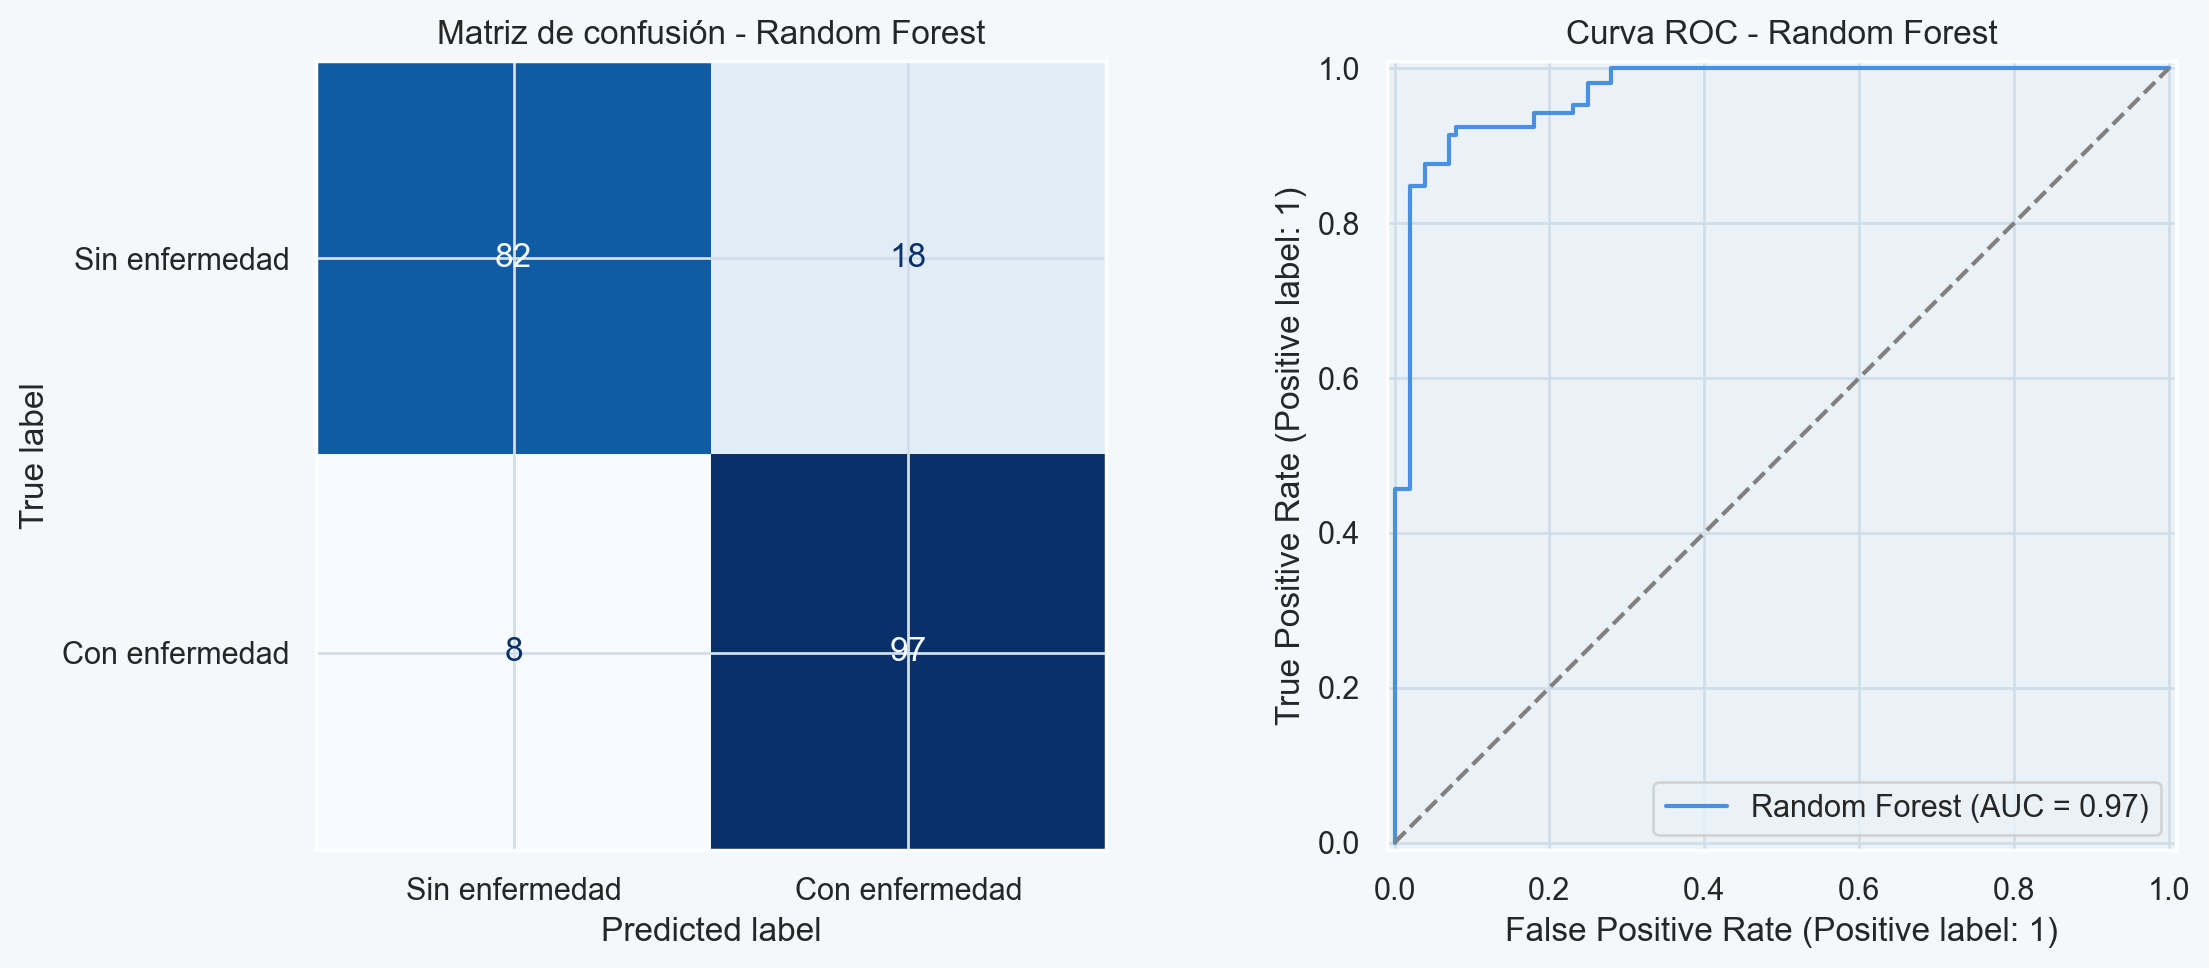 Matriz de confusión - Random Forest
True label
Sin enfermedad
Con enfermedad
82
18
8
97
Sin enfermedad
Con enfermedad
Predicted label
Curva ROC - Random Forest
True Positive Rate (Positive label: 1)
1.0
0.8
0.6
0.4
0.2
0.0
Random Forest (AUC = 0.97)
0.0
0.2
0.4
0.6
0.8
1.0
False Positive Rate (Positive label: 1)